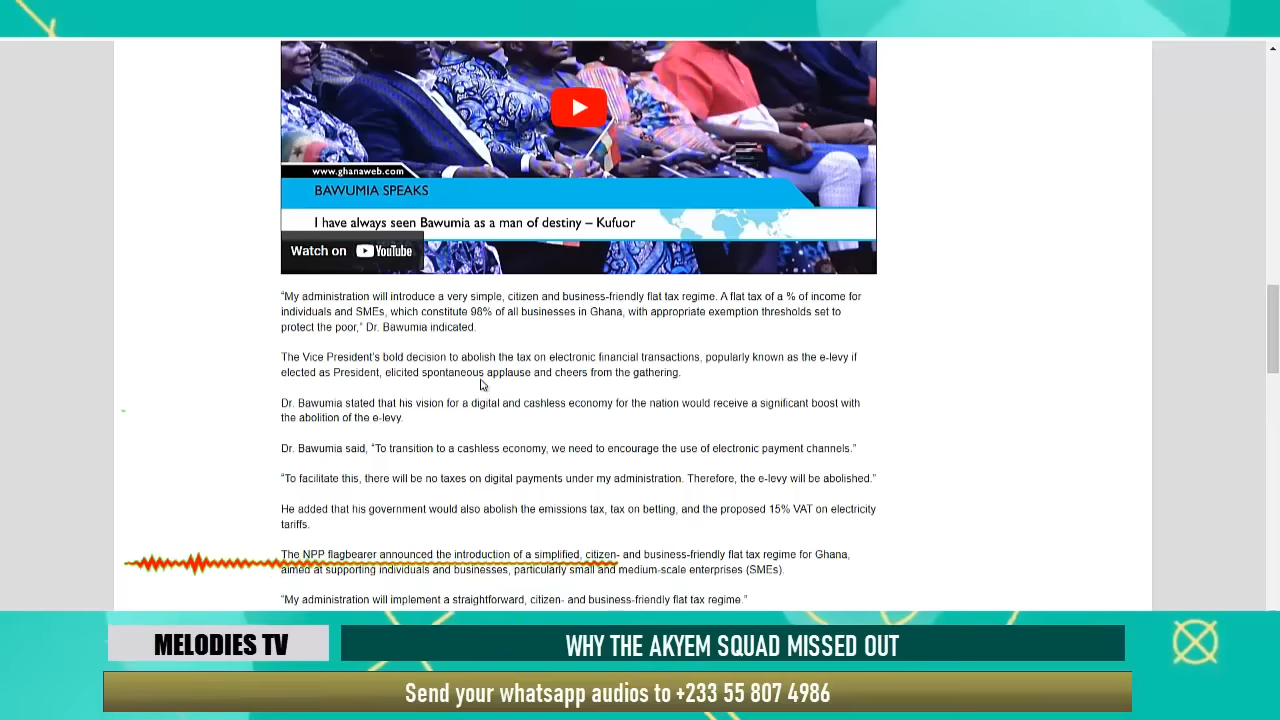 www.ghanaweb.com
BAWUMIA SPEAKS
I have always seen Bawumia as a man of destiny – Kufuor
Watch on YouTube
“My administration will introduce a very simple, citizen and business-friendly flat tax regime. A flat tax of a % of income for
individuals and SMEs, which constitute 98% of all businesses in Ghana, with appropriate exemption thresholds set to
protect the poor,” Dr. Bawumia indicated.
The Vice President’s bold decision to abolish the tax on electronic financial transactions, popularly known as the e-levy if
elected as President, elicited spontaneous applause and cheers from the gathering.
Dr. Bawumia stated that his vision for a digital and cashless economy for the nation would receive a significant boost with
the abolition of the e-levy.
Dr. Bawumia said, “To transition to a cashless economy, we need to encourage the use of electronic payment channels.”
“To facilitate this, there will be no taxes on digital payments under my administration. Therefore, the e-levy will be abolished.”
He added that his government would also abolish the emissions tax, tax on betting, and the proposed 15% VAT on electricity
tariffs.
The NPP flagbearer announced the introduction of a simplified, citizen- and business-friendly flat tax regime for Ghana,
aimed at supporting individuals and businesses, particularly small and medium-scale enterprises (SMEs).
“My administration will implement a straightforward, citizen- and business-friendly flat tax regime.”
MELODIES TV
WHY THE AKYEM SQUAD MISSED OUT
Send your whatsapp audios to +233 55 807 4986